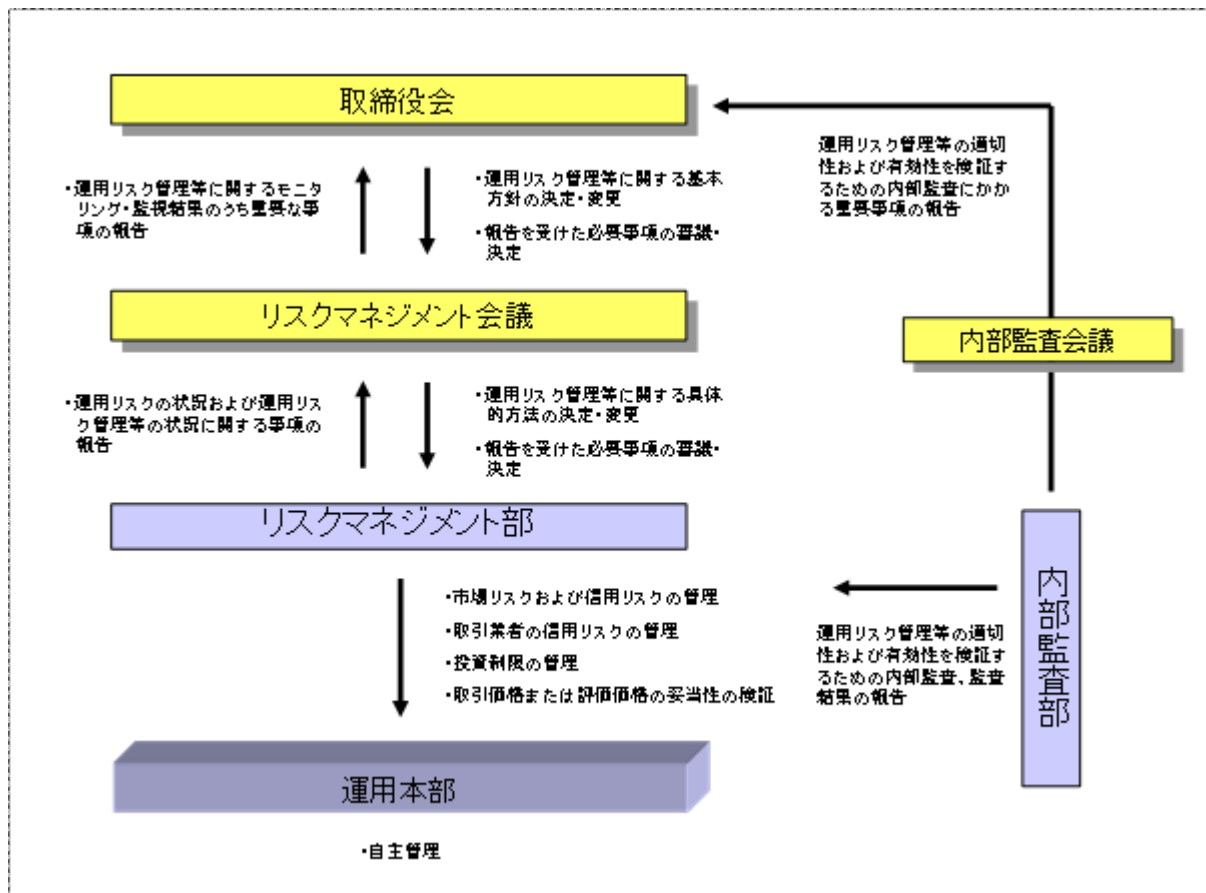 取締役会
・運用リスク管理等に関するモニ
タリング・監視結果のうち重要な事
項の報告
・運用リスク管理等に関する基本
方針の決定・変更
・報告を受けた必要事項の審議・
決定
運用リスク管理等の適切
性および有効性を検証す
るための内部監査にかか
る重要事項の報告
リスクマネジメント会議
内部監査会議
・運用リスクの状況および運用リス
ク管理等の状況に関する事項の
報告
・運用リスク管理等に関する具体
的方法の決定・変更
・報告を受けた必要事項の審議・
決定
リスクマネジメント部
内部監査部
・市場リスクおよび信用リスクの管理
・取引業者の信用リスクの管理
・投資制限の管理
・取引価格または評価価格の妥当性の検証
運用リスク管理等の適切
性および有効性を検証す
るための内部監査、監査
結果の報告
運用本部
・自主管理